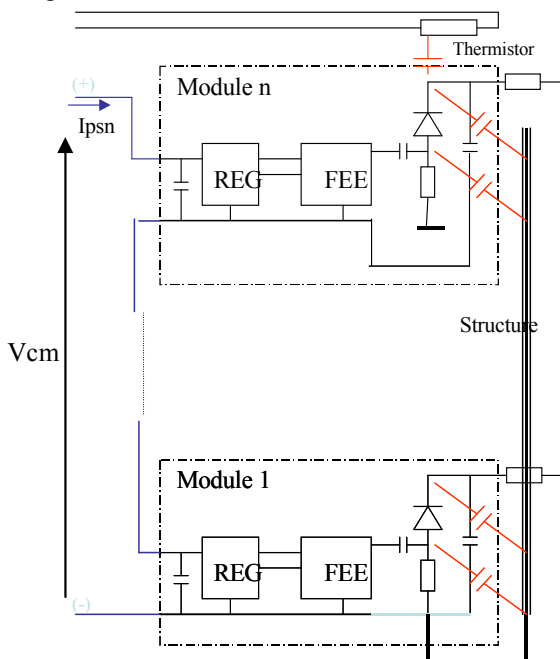 Thermistor
(+)
Module n
Ipsn
REG
FEE
Structure
Vcm
Module 1
REG
FEE
(-)